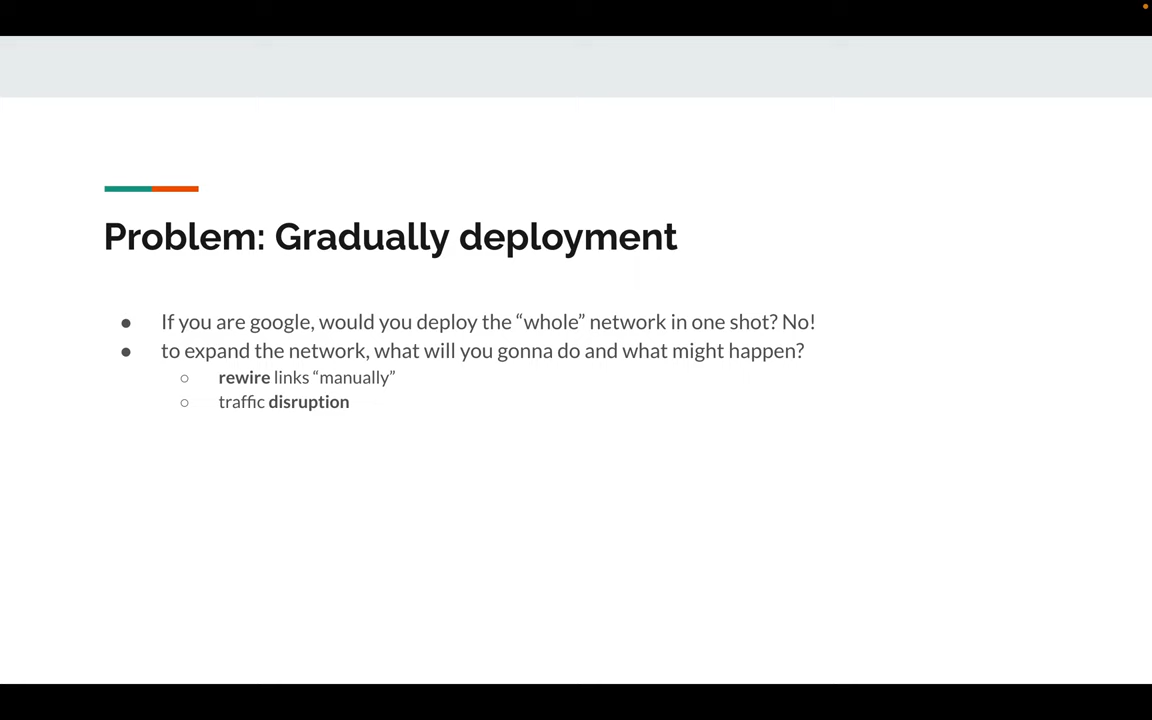 Problem: Gradually deployment
● If you are google, would you deploy the “whole” network in one shot? No!
● to expand the network, what will you gonna do and what might happen?
○ rewire links “manually”
○ traffic disruption